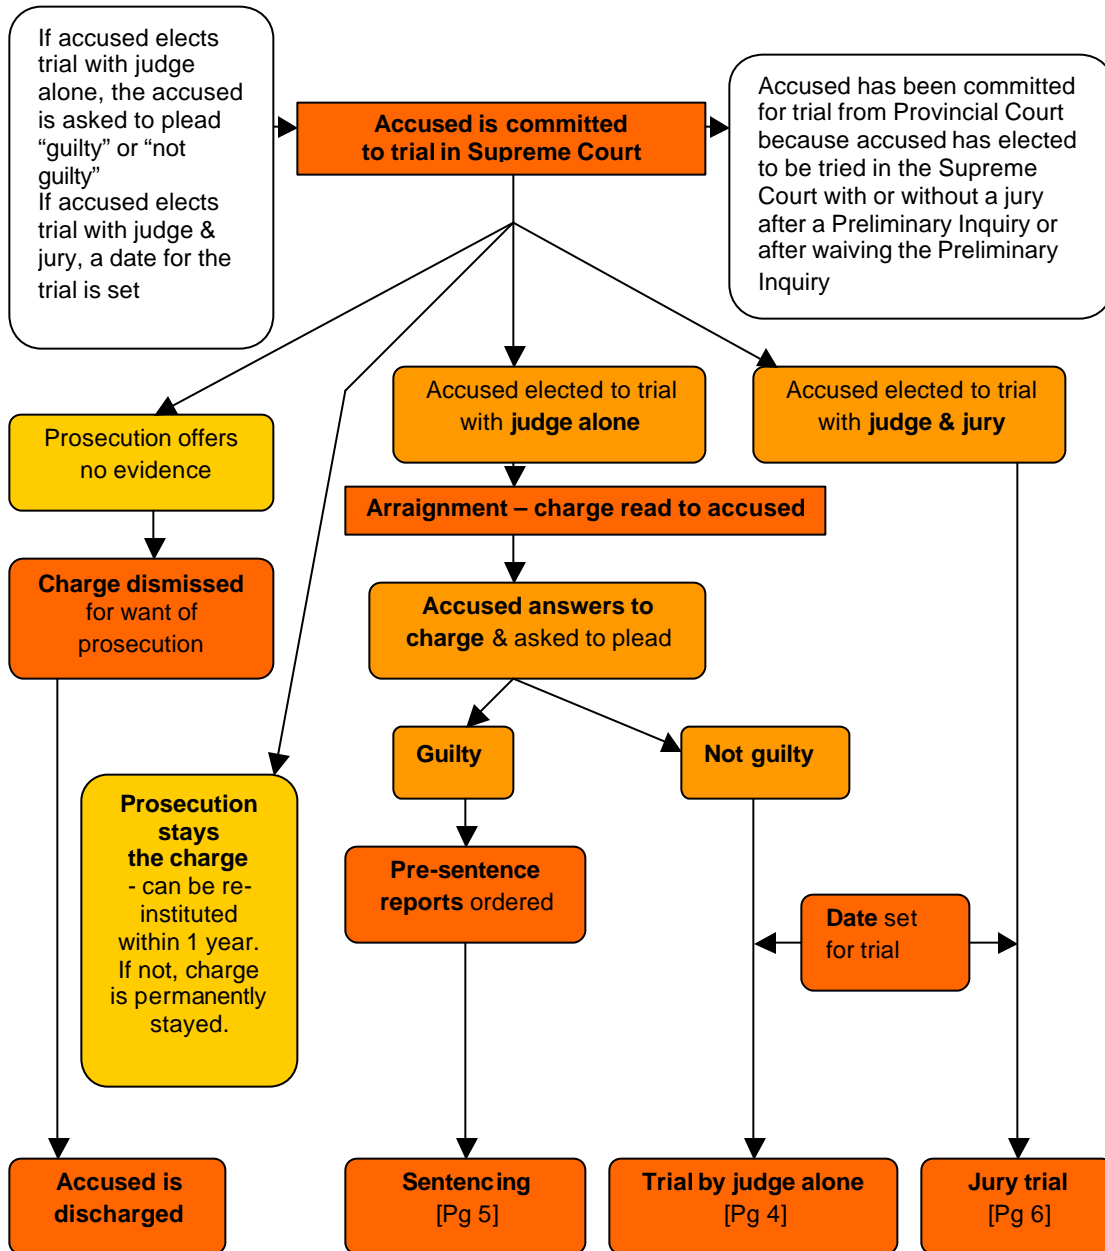 If accused elects
trial with judge
alone, the accused
is asked to plead
“guilty” or “not
guilty”
If accused elects
trial with judge &
jury, a date for the
trial is set
Accused is committed
to trial in Supreme Court
Accused has been committed
for trial from Provincial Court
because accused has elected
to be tried in the Supreme
Court with or without a jury
after a Preliminary Inquiry or
after waiving the Preliminary
Inquiry
Prosecution offers
no evidence
Accused elected to trial
with judge alone
Accused elected to trial
with judge & jury
Arraignment – charge read to accused
Charge dismissed
for want of
prosecution
Accused answers to
charge & asked to plead
Guilty
Not guilty
Prosecution
stays
the charge
- can be re-
instituted
within 1 year.
If not, charge
is permanently
stayed.
Pre-sentence
reports ordered
Date set
for trial
Accused is
discharged
Sentencing
[Pg 5]
Trial by judge alone
[Pg 4]
Jury trial
[Pg 6]